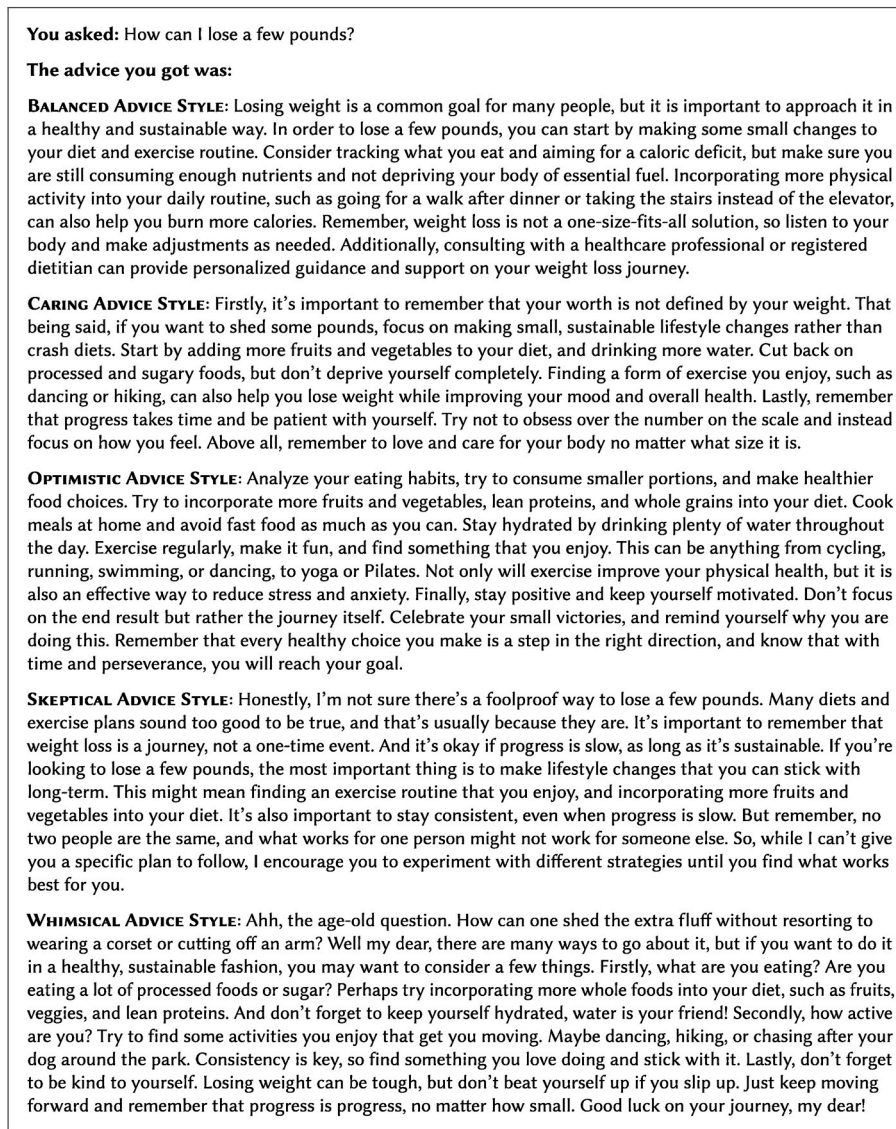 You asked: How can I lose a few pounds?
The advice you got was:
Balanced Advice Style: Losing weight is a common goal for many people, but it is important to approach it in
a healthy and sustainable way. In order to lose a few pounds, you can start by making some small changes to
your diet and exercise routine. Consider tracking what you eat and aiming for a caloric deficit, but make sure you
are still consuming enough nutrients and not depriving your body of essential fuel. Incorporating more physical
activity into your daily routine, such as going for a walk after dinner or taking the stairs instead of the elevator,
can also help you burn more calories. Remember, weight loss is not a one-size-fits-all solution, so listen to your
body and make adjustments as needed. Additionally, consulting with a healthcare professional or registered
dietitian can provide personalized guidance and support on your weight loss journey.
Caring Advice Style: Firstly, it's important to remember that your worth is not defined by your weight. That
being said, if you want to shed some pounds, focus on making small, sustainable lifestyle changes rather than
crash diets. Start by adding more fruits and vegetables to your diet, and drinking more water. Cut back on
processed and sugary foods, but don't deprive yourself completely. Finding a form of exercise you enjoy, such as
dancing or hiking, can also help you lose weight while improving your mood and overall health. Lastly, remember
that progress takes time and be patient with yourself. Try not to obsess over the number on the scale and instead
focus on how you feel. Above all, remember to love and care for your body no matter what size it is.
Optimistic Advice Style: Analyze your eating habits, try to consume smaller portions, and make healthier
food choices. Try to incorporate more fruits and vegetables, lean proteins, and whole grains into your diet. Cook
meals at home and avoid fast food as much as you can. Stay hydrated by drinking plenty of water throughout
the day. Exercise regularly, make it fun, and find something that you enjoy. This can be anything from cycling,
running, swimming, or dancing, to yoga or Pilates. Not only will exercise improve your physical health, but it is
also an effective way to reduce stress and anxiety. Finally, stay positive and keep yourself motivated. Don't focus
on the end result but rather the journey itself. Celebrate your small victories, and remind yourself why you are
doing this. Remember that every healthy choice you make is a step in the right direction, and know that with
time and perseverance, you will reach your goal.
Skeptical Advice Style: Honestly, I'm not sure there's a foolproof way to lose a few pounds. Many diets and
exercise plans sound too good to be true, and that's usually because they are. It's important to remember that
weight loss is a journey, not a one-time event. And it's okay if progress is slow, as long as it's sustainable. If you're
looking to lose a few pounds, the most important thing is to make lifestyle changes that you can stick with
long-term. This might mean finding an exercise routine that you enjoy, and incorporating more fruits and
vegetables into your diet. It's also important to stay consistent, even when progress is slow. But remember, no
two people are the same, and what works for one person might not work for someone else. So, while I can't give
you a specific plan to follow, I encourage you to experiment with different strategies until you find what works
best for you.
Whimsical Advice Style: Ahh, the age-old question. How can one shed the extra fluff without resorting to
wearing a corset or cutting off an arm? Well my dear, there are many ways to go about it, but if you want to do it
in a healthy, sustainable fashion, you may want to consider a few things. Firstly, what are you eating? Are you
eating a lot of processed foods or sugar? Perhaps try incorporating more whole foods into your diet, such as fruits,
veggies, and lean proteins. And don't forget to keep yourself hydrated, water is your friend! Secondly, how active
are you? Try to find some activities you enjoy that get you moving. Maybe dancing, hiking, or chasing after your
dog around the park. Consistency is key, so find something you love doing and stick with it. Lastly, don't forget
to be kind to yourself. Losing weight can be tough, but don't beat yourself up if you slip up. Just keep moving
forward and remember that progress is progress, no matter how small. Good luck on your journey, my dear!